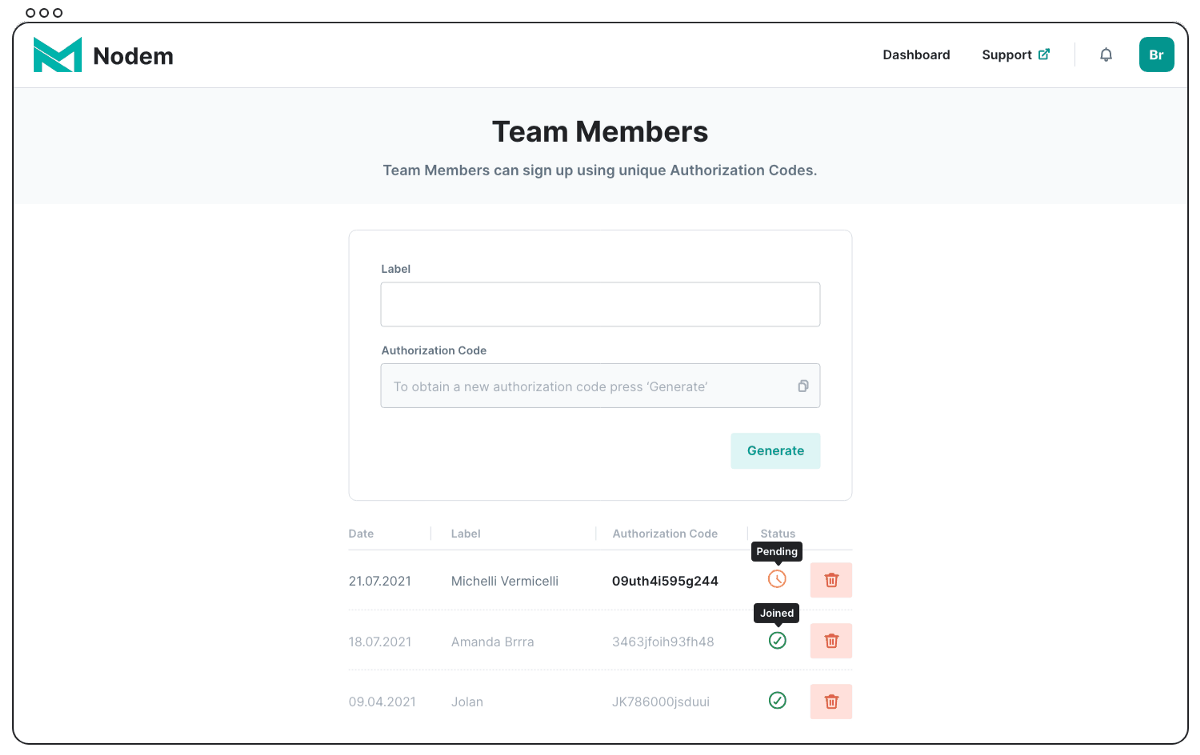 Nodem
Dashboard Support Br
Team Members
Team Members can sign up using unique Authorization Codes.
Label
Authorization Code
To obtain a new authorization code press ‘Generate’
Generate
Date Label Authorization Code Status
Pending
21.07.2021 Michelli Vermicelli 09uth4i595g244
Joined
18.07.2021 Amanda Brrra 3463jfoih93fh48
09.04.2021 Jolan JK786000jsduui